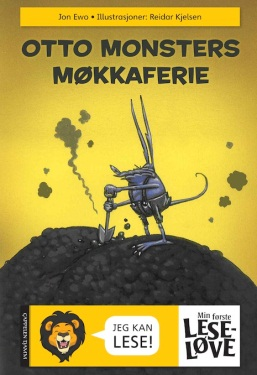 Jon Ewo • Illustrasjoner: Reidar Kjelsen
OTTO MONSTERS
MØKKAFERIE
CAPPELEN DAMM
JEG KAN
LESE!
Min første
LESE-
LØVE